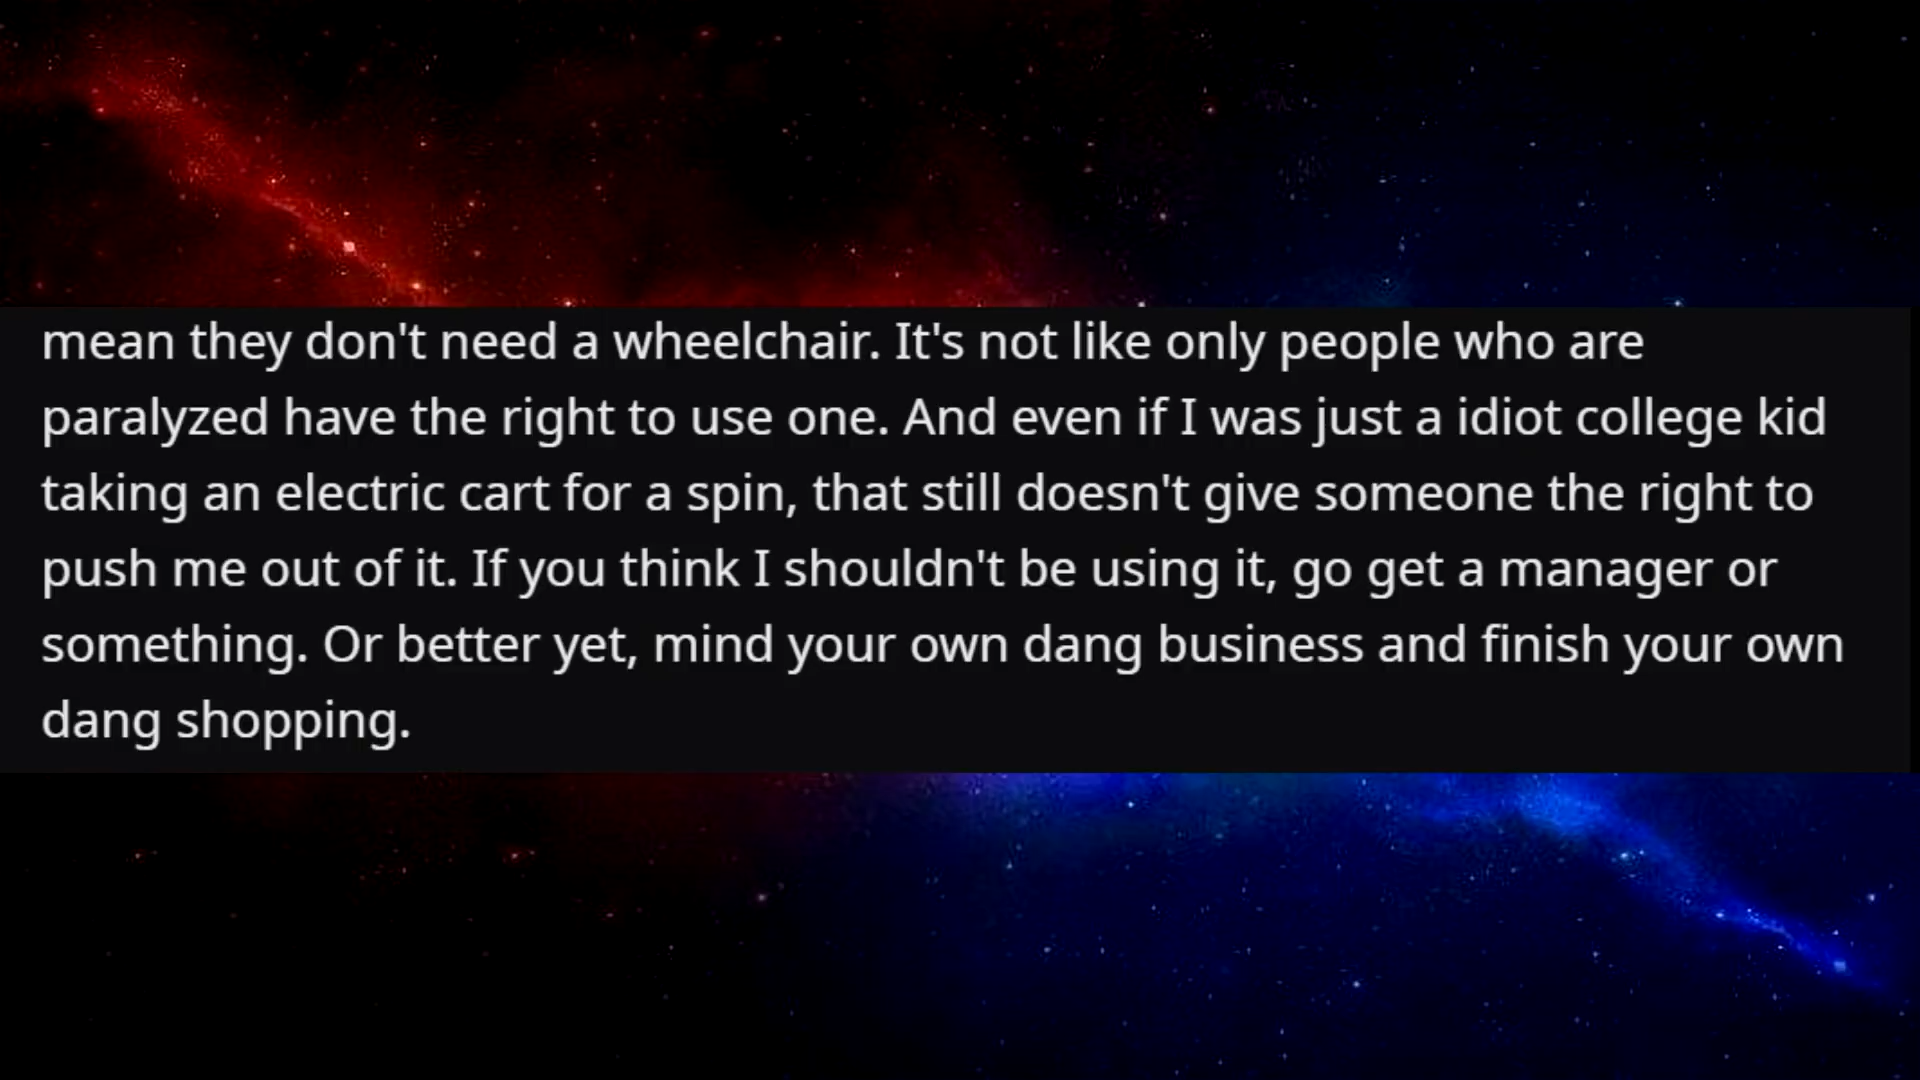 mean they don't need a wheelchair. It's not like only people who are
paralyzed have the right to use one. And even if I was just a idiot college kid
taking an electric cart for a spin, that still doesn't give someone the right to
push me out of it. If you think I shouldn't be using it, go get a manager or
something. Or better yet, mind your own dang business and finish your own
dang shopping.